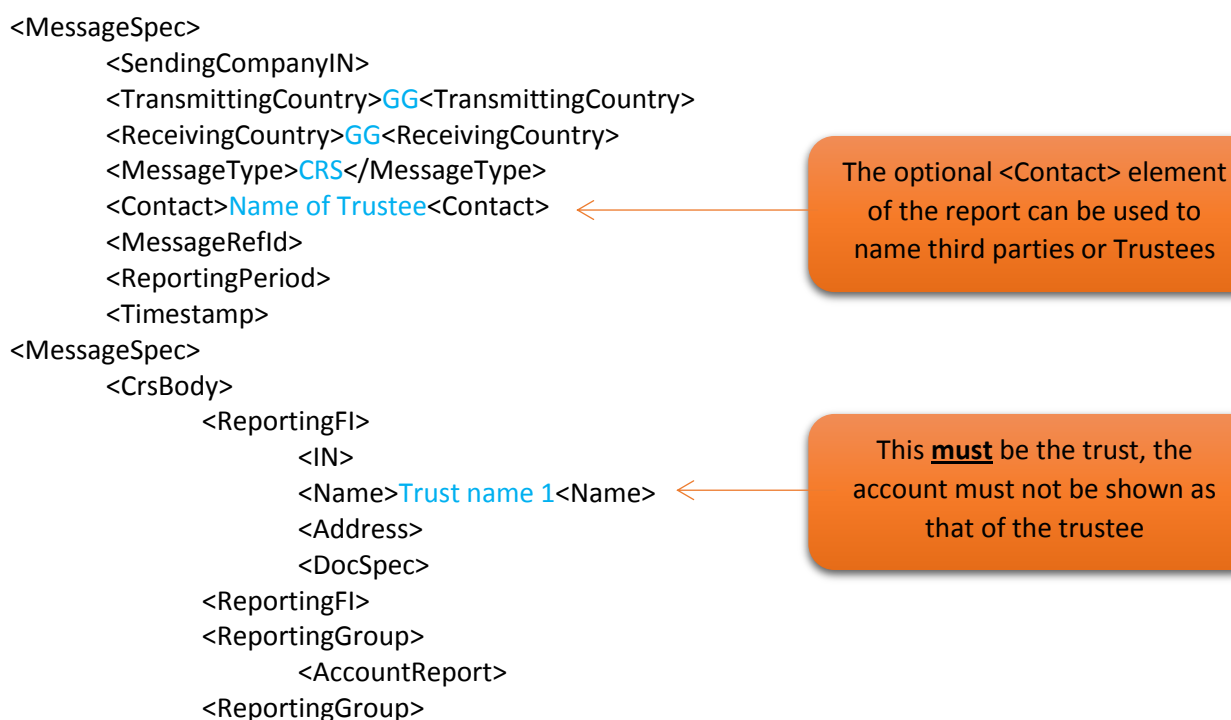 <MessageSpec>
<SendingCompanyIN>
<TransmittingCountry>GG<TransmittingCountry>
<ReceivingCountry>GG<ReceivingCountry>
<MessageType>CRS</MessageType>
<Contact>Name of Trustee<Contact>
<MessageRefId>
<ReportingPeriod>
<Timestamp>
<MessageSpec>
The optional <Contact> element
of the report can be used to
name third parties or Trustees
<CrsBody>
<ReportingFI>
<IN>
<Name>Trust name 1<Name>
<Address>
<DocSpec>
<ReportingFI>
<ReportingGroup>
<AccountReport>
<ReportingGroup>
This must be the trust, the
account must not be shown as
that of the trustee